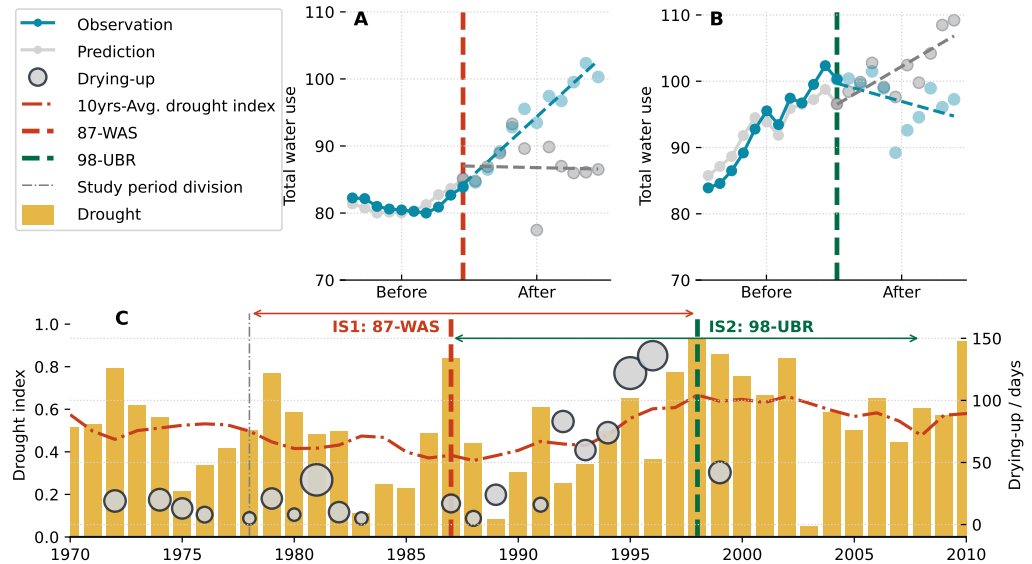 Observation
Prediction
Drying-up
10yrs-Avg. drought index
87-WAS
98-UBR
Study period division
Drought
A
Total water use
110
100
90
80
70
Before
After
B
Total water use
110
100
90
80
70
Before
After
C
IS1: 87-WAS
IS2: 98-UBR
Drought index
1.0
0.8
0.6
0.4
0.2
0.0
150
100
50
0
Drying-up / days
1970
1975
1980
1985
1990
1995
2000
2005
2010